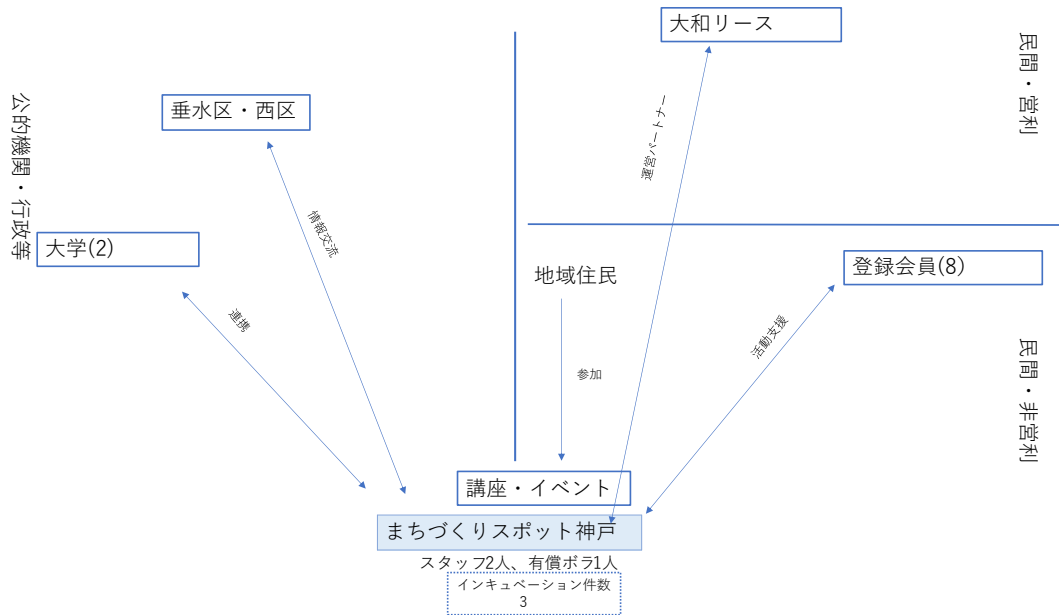 大和リース
民間・営利
公的機関・行政等
垂水区・西区
運営パートナー
情報交流
大学(2)
地域住民
登録会員(8)
連携
活動支援
参加
民間・非営利
講座・イベント
まちづくりスポット神戸
スタッフ2人、有償ボラ1人
インキュベーション件数
3